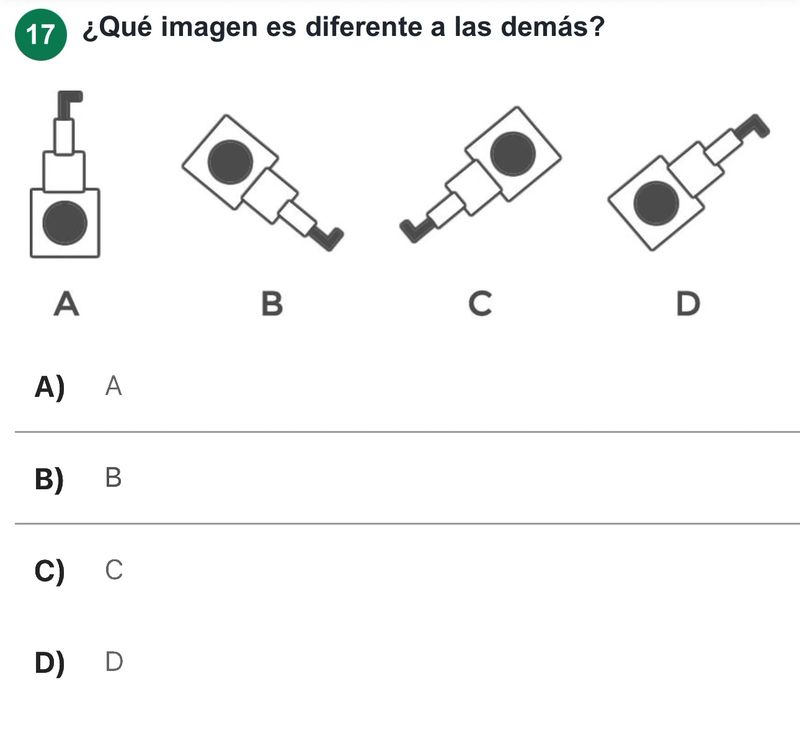 17 ¿Qué imagen es diferente a las demás?
A B C D
A) A
B) B
C) C
D) D